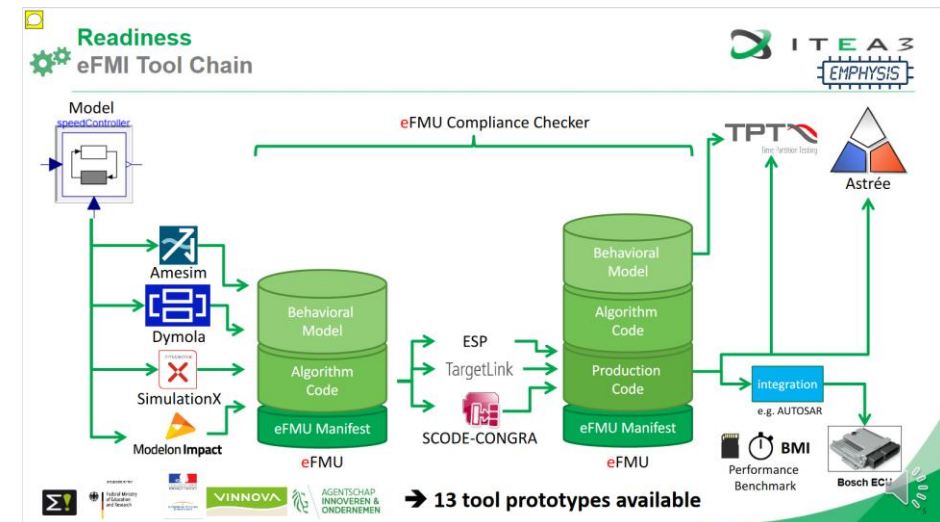 Readiness
eFMI Tool Chain
ITEA3
EMPHYSIS
Model
speedController
eFMU Compliance Checker
TPT
Time Partition Testing
Astrée
Amesim
Dymola
SimulationX
Modelon Impact
Behavioral
Model
Algorithm
Code
eFMU Manifest
eFMU
ESP
TargetLink
SCODE-CONGRA
Behavioral
Model
Algorithm
Code
Production
Code
eFMU Manifest
eFMU
integration
e.g. AUTOSAR
BMI
Performance
Benchmark
Bosch ECU
Σ!
Federal Ministry
of Education
and Research
VINNOVA
AGENTSCHAP
INNOVEREN &
ONDERNEMEN
➔ 13 tool prototypes available